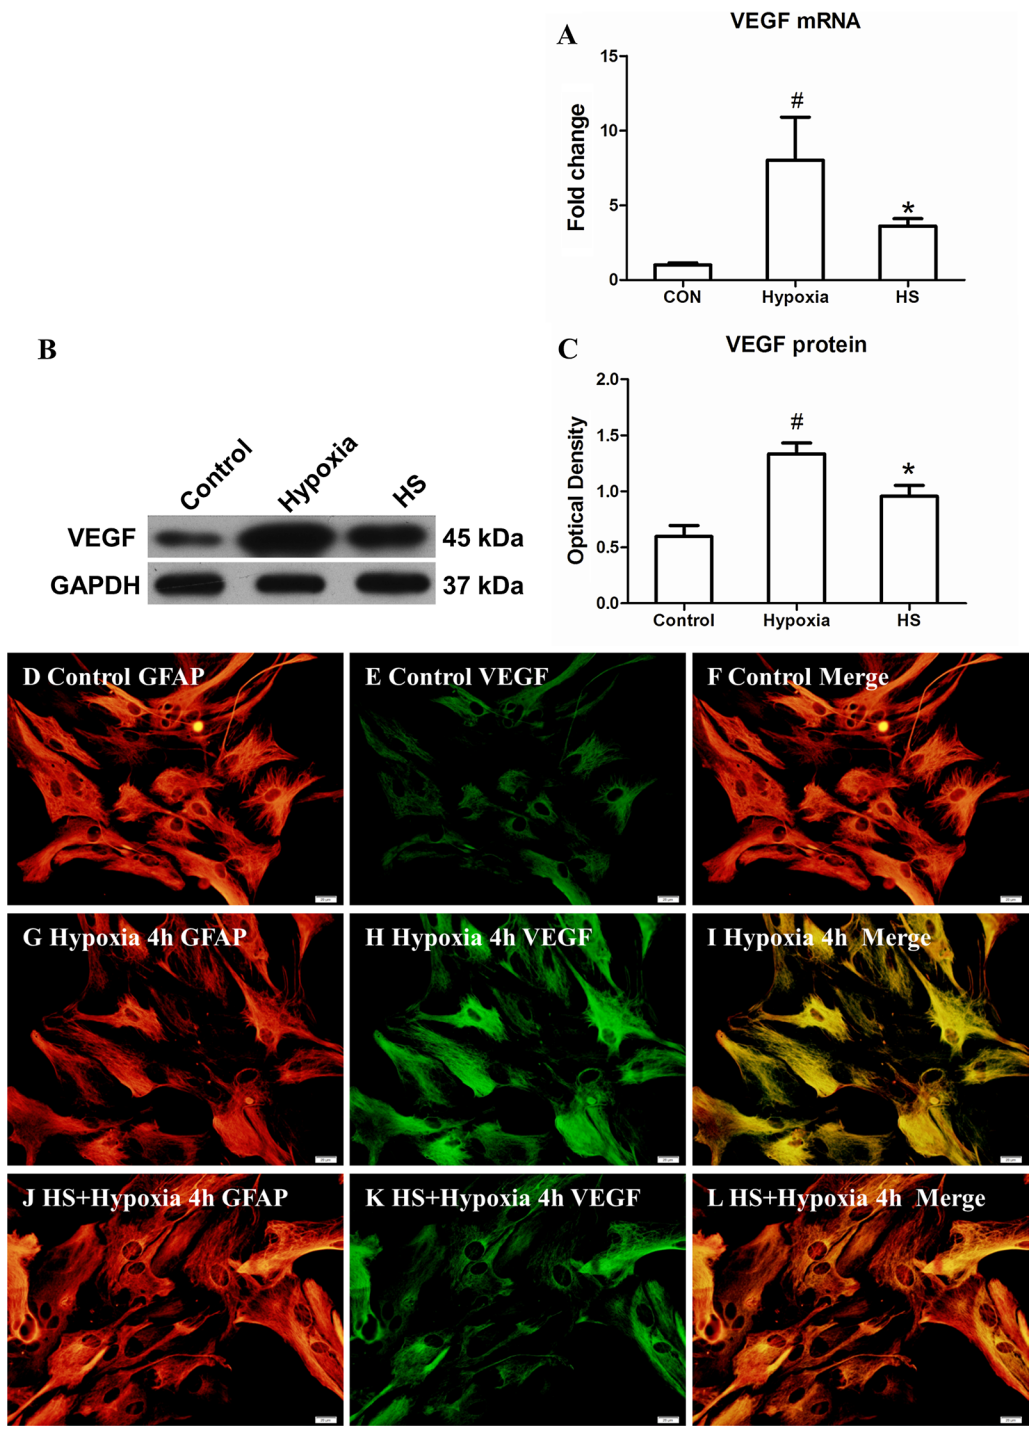 A
VEGF mRNA
Fold change
15
10
5
0
#
*
CON
Hypoxia
HS
B
Control
Hypoxia
HS
VEGF
45 kDa
GAPDH
37 kDa
C
VEGF protein
Optical Density
2.0
1.5
1.0
0.5
0.0
#
*
Control
Hypoxia
HS
D Control GFAP
E Control VEGF
F Control Merge
G Hypoxia 4h GFAP
H Hypoxia 4h VEGF
I Hypoxia 4h Merge
J HS+Hypoxia 4h GFAP
K HS+Hypoxia 4h VEGF
L HS+Hypoxia 4h Merge